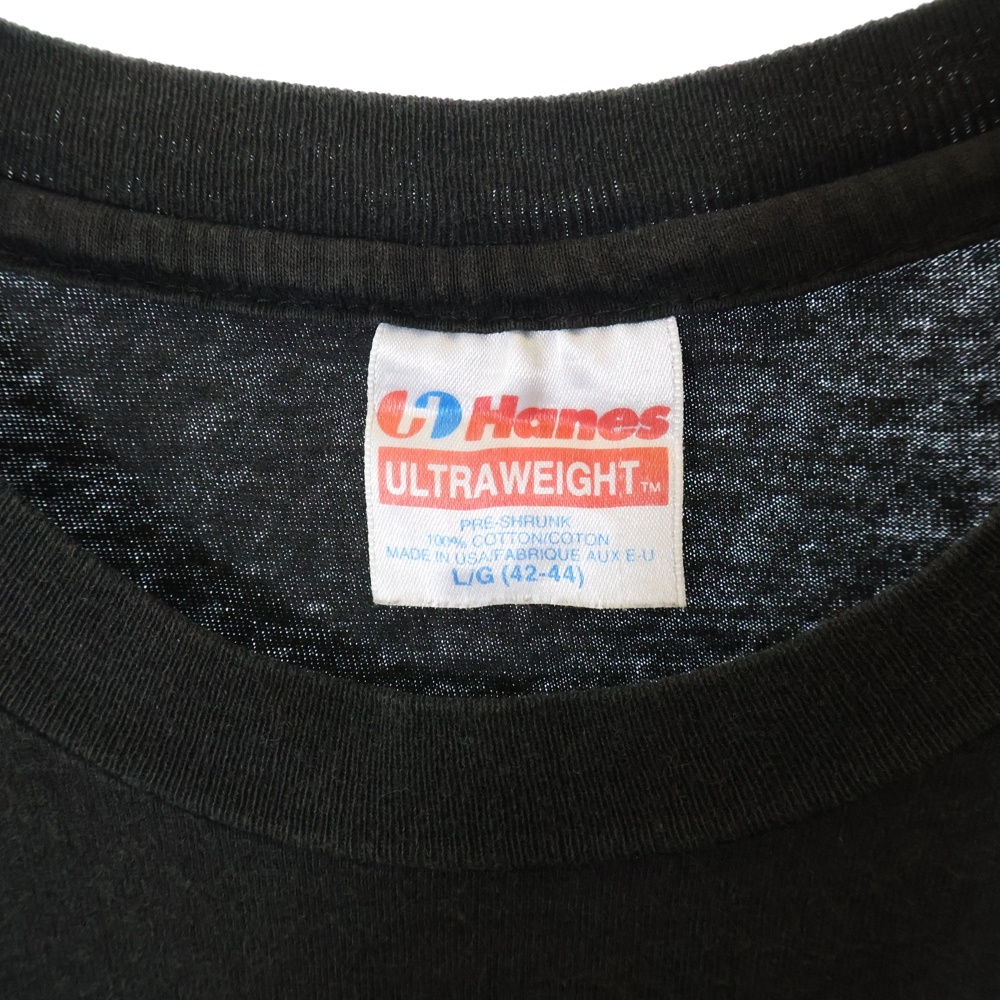 Hanes
ULTRAWEIGHT™
PRE-SHRUNK
100% COTTON/COTON
MADE IN USA/FABRIQUE AUX E-U
L/G (42-44)